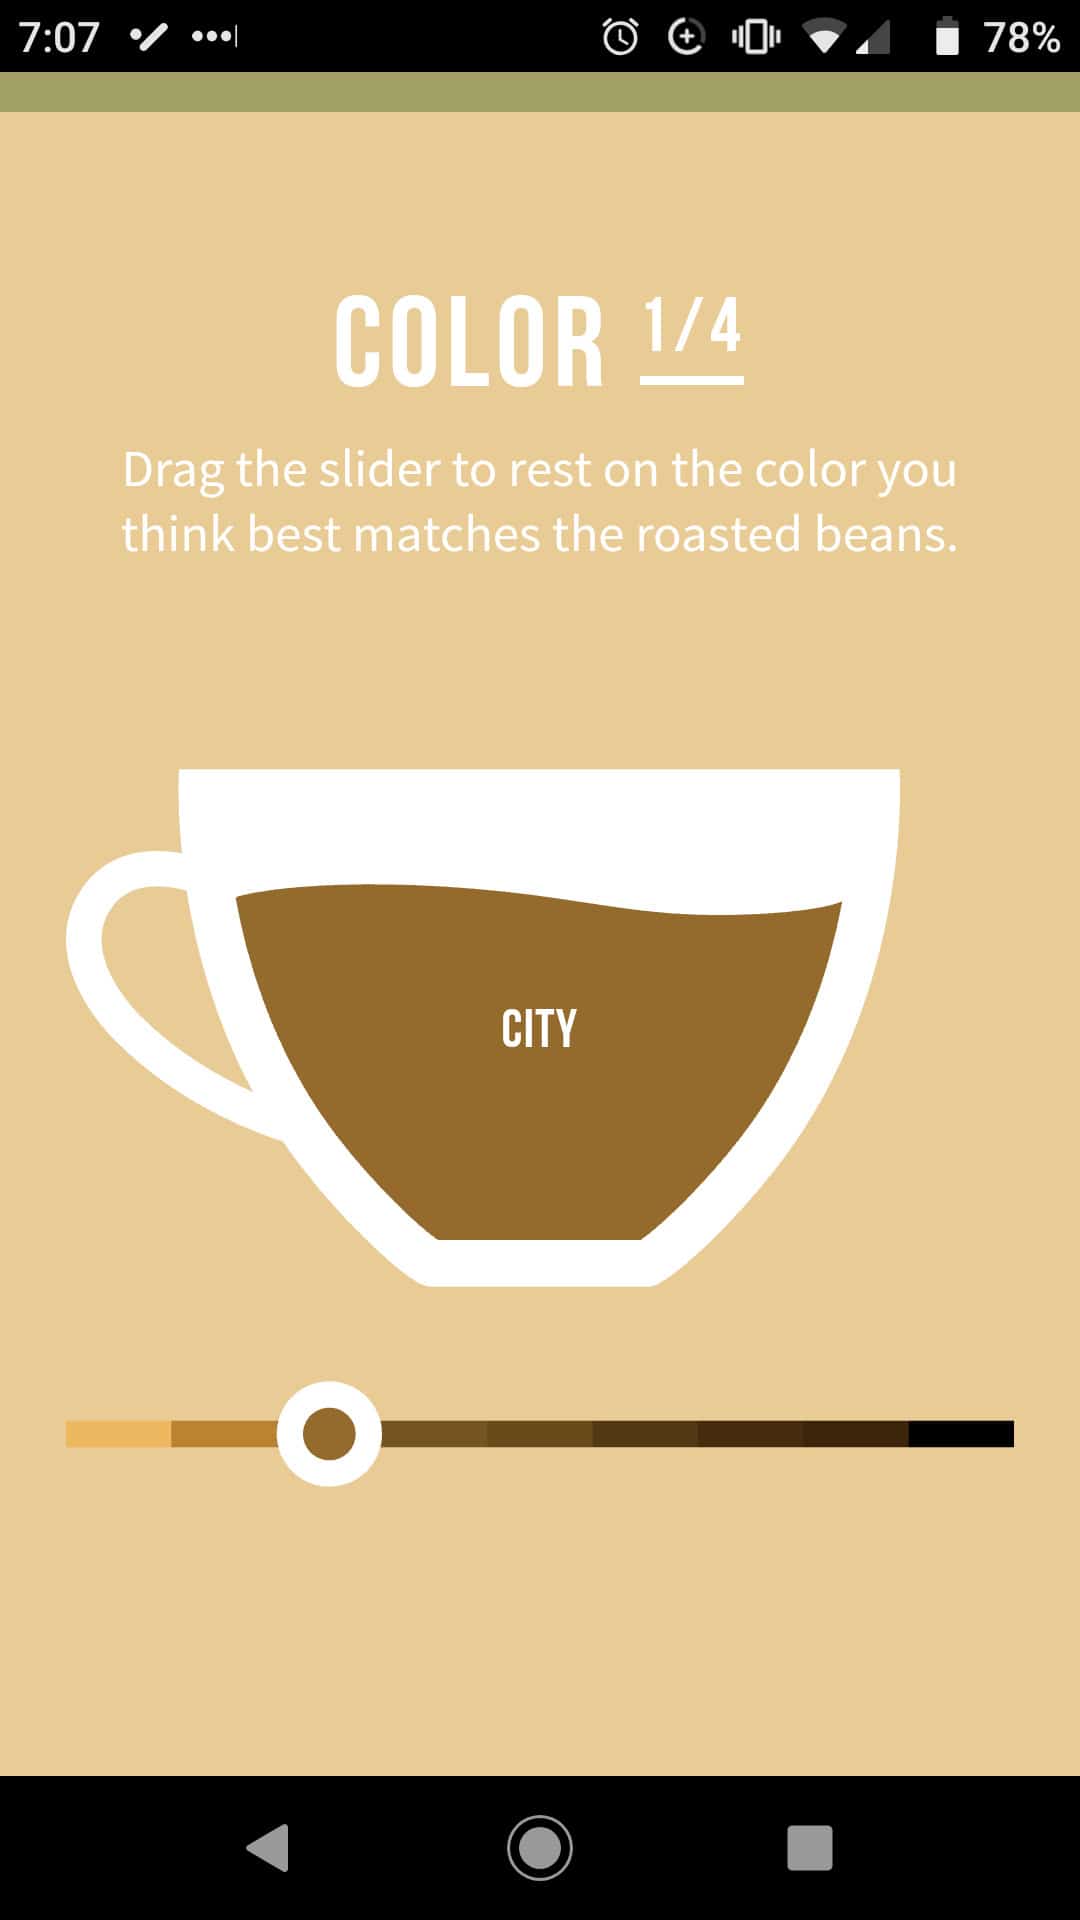 7:07
78%
COLOR 1/4
Drag the slider to rest on the color you
think best matches the roasted beans.
CITY